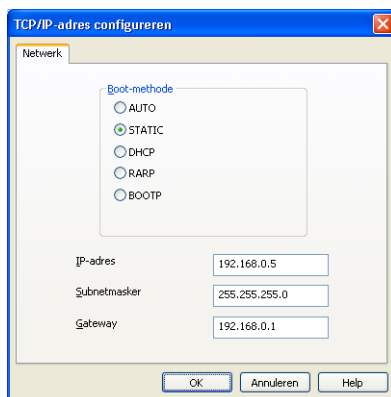 TCP/IP-adres configureren
Netwerk
Boot-methode
AUTO
STATIC
DHCP
RARP
BOOTP
IP-adres 192.168.0.5
Subnetmasker 255.255.255.0
Gateway 192.168.0.1
OK Annuleren Help